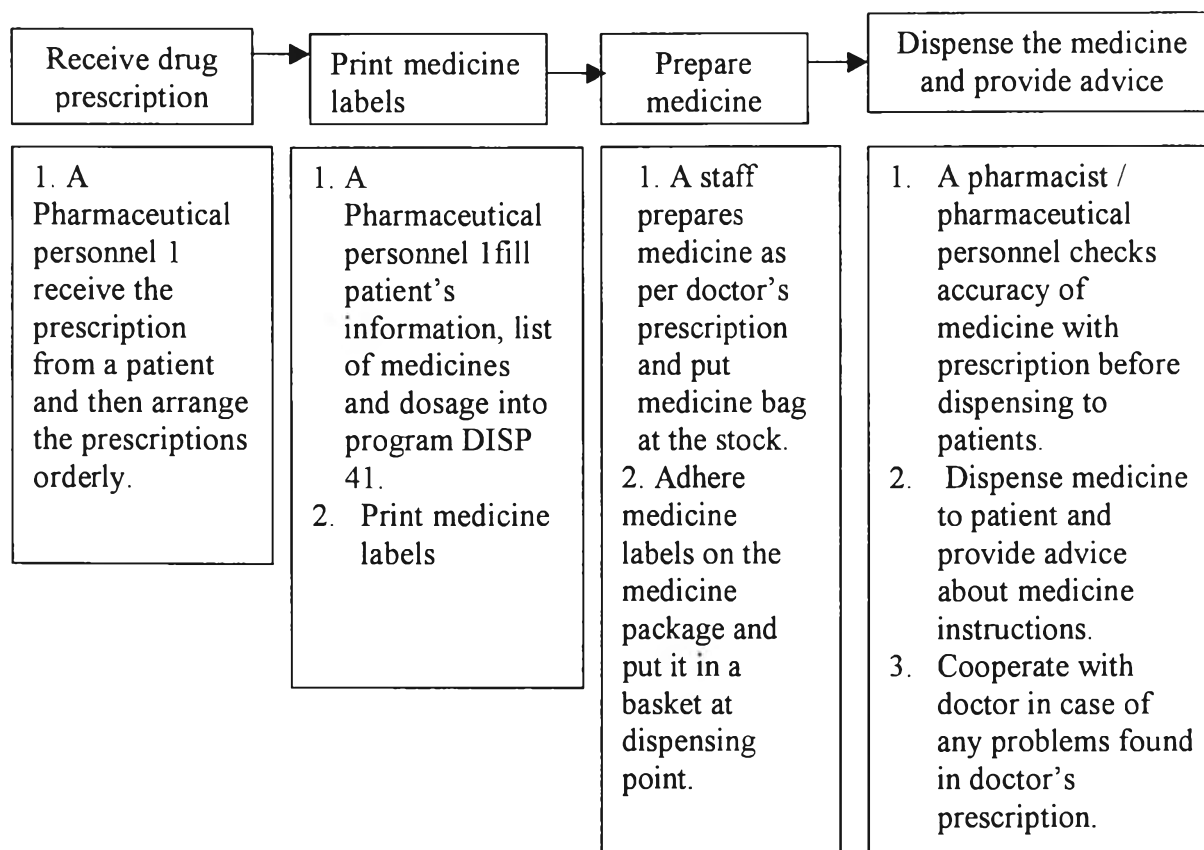 Receive drug
prescription
Print medicine
labels
Prepare
medicine
Dispense the medicine
and provide advice
1. A
Pharmaceutical
personnel 1
receive the
prescription
from a patient
and then arrange
the prescriptions
orderly.
1. A
Pharmaceutical
personnel 1fill
patient’s
information, list
of medicines
and dosage into
program DISP
41.
2. Print medicine
labels
1. A staff
prepares
medicine as
per doctor’s
prescription
and put
medicine bag
at the stock.
2. Adhere
medicine
labels on the
medicine
package and
put it in a
basket at
dispensing
point.
1. A pharmacist /
pharmaceutical
personnel checks
accuracy of
medicine with
prescription before
dispensing to
patients.
2. Dispense medicine
to patient and
provide advice
about medicine
instructions.
3. Cooperate with
doctor in case of
any problems found
in doctor’s
prescription.